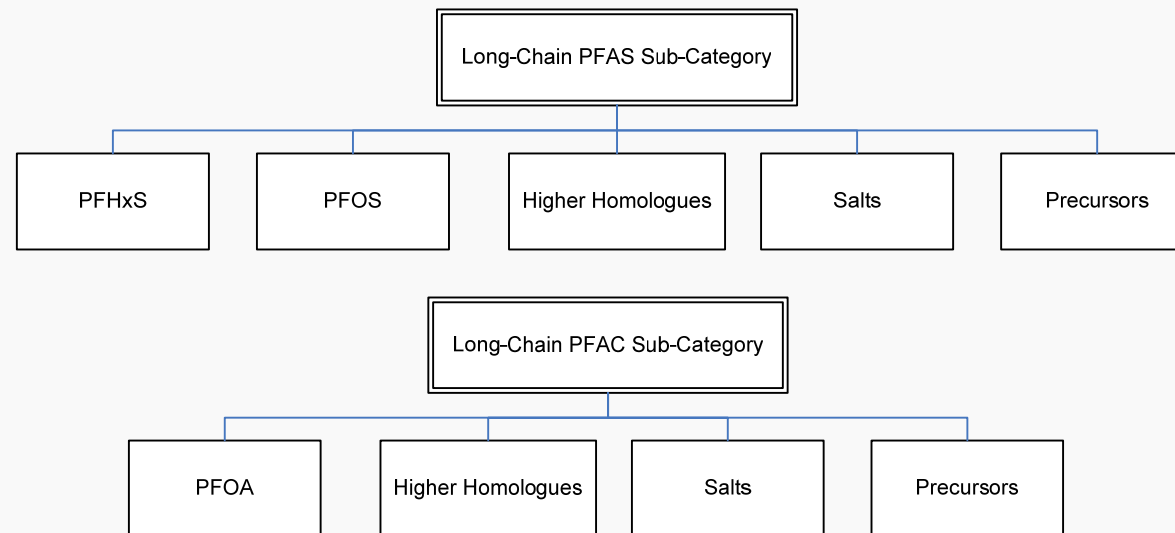 Long-Chain PFAS Sub-Category
PFHxS
PFOS
Higher Homologues
Salts
Precursors
Long-Chain PFAC Sub-Category
PFOA
Higher Homologues
Salts
Precursors